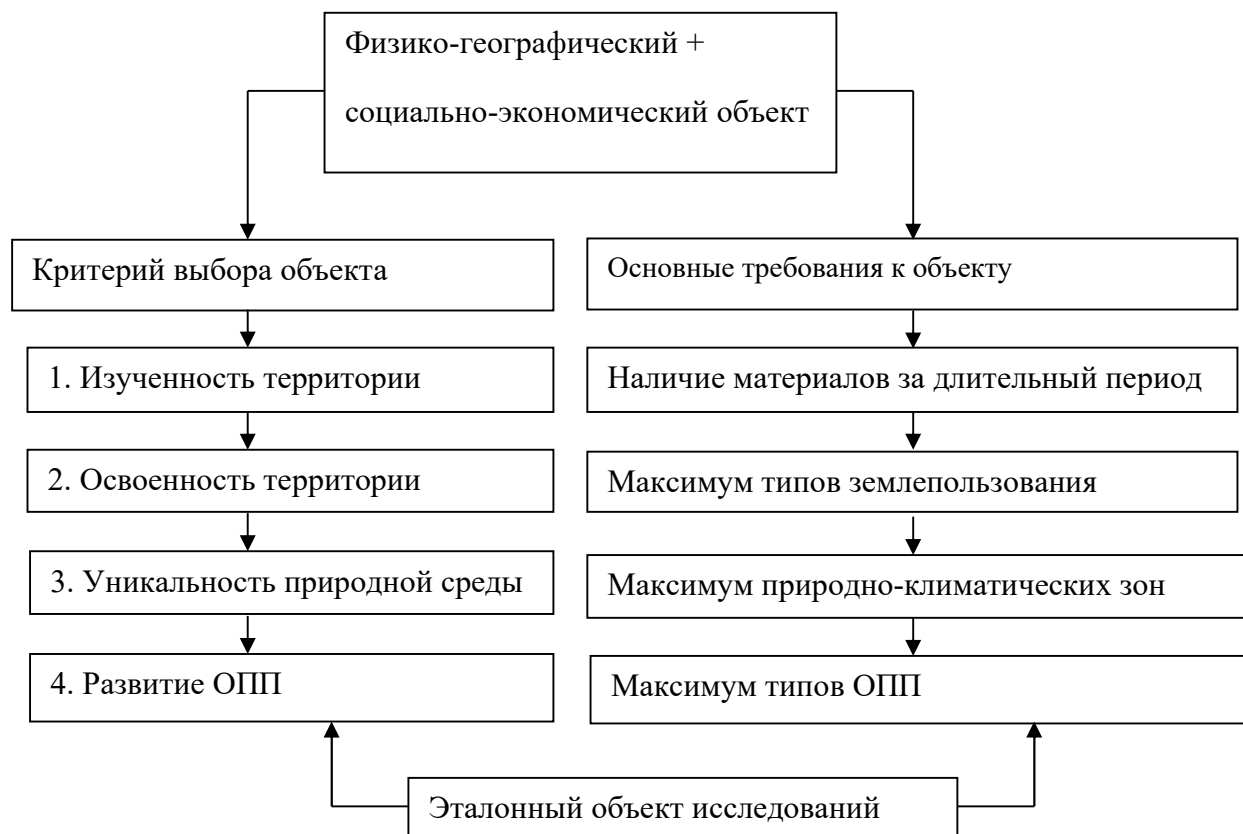 Физико-географический +
социально-экономический объект
Критерий выбора объекта
Основные требования к объекту
1. Изученность территории
Наличие материалов за длительный период
2. Освоенность территории
Максимум типов землепользования
3. Уникальность природной среды
Максимум природно-климатических зон
4. Развитие ОПП
Максимум типов ОПП
Эталонный объект исследований